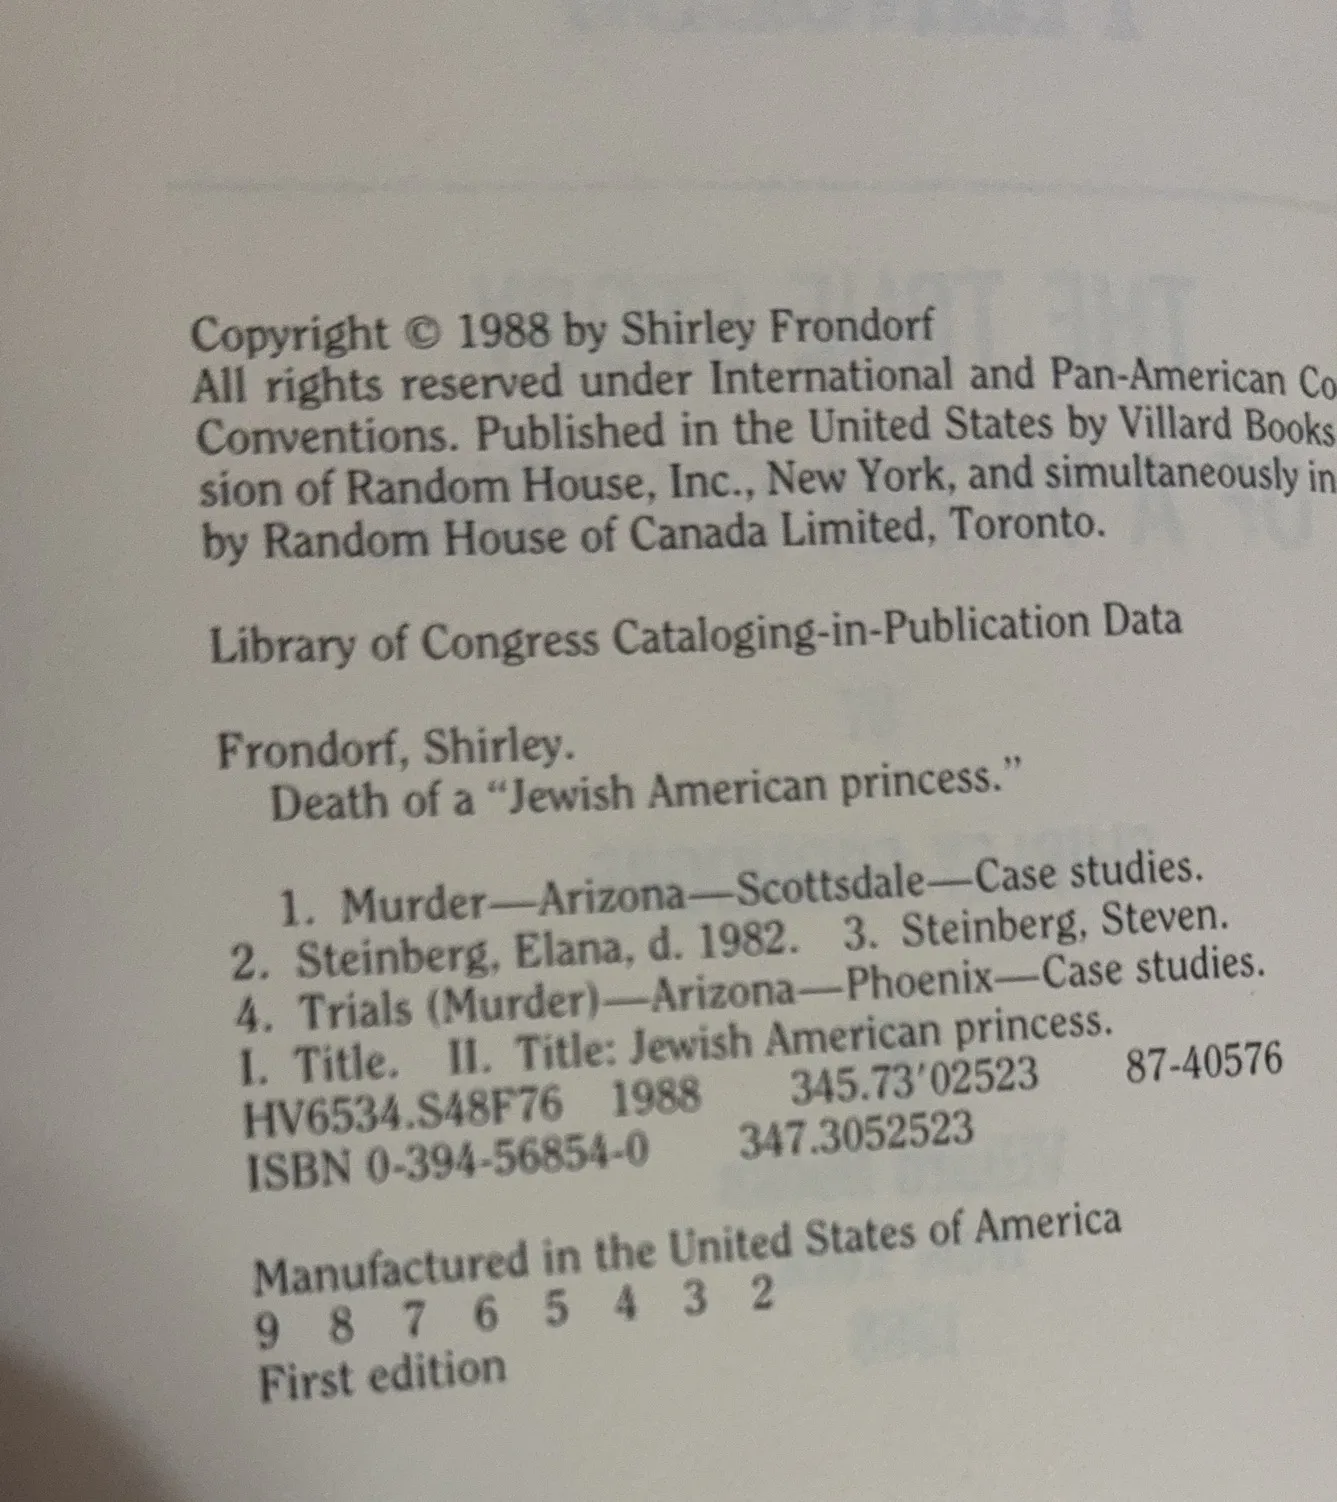 Copyright © 1988 by Shirley Frondorf
All rights reserved under International and Pan-American Co
Conventions. Published in the United States by Villard Books
sion of Random House, Inc., New York, and simultaneously in
by Random House of Canada Limited, Toronto.
Library of Congress Cataloging-in-Publication Data
Frondorf, Shirley.
Death of a “Jewish American princess.”
1. Murder—Arizona—Scottsdale—Case studies.
2. Steinberg, Elana, d. 1982. 3. Steinberg, Steven.
4. Trials (Murder)—Arizona—Phoenix—Case studies.
I. Title. II. Title: Jewish American princess.
HV6534.S48F76 1988 345.73′02523 87-40576
ISBN 0-394-56854-0 347.3052523
Manufactured in the United States of America
9 8 7 6 5 4 3 2
First edition